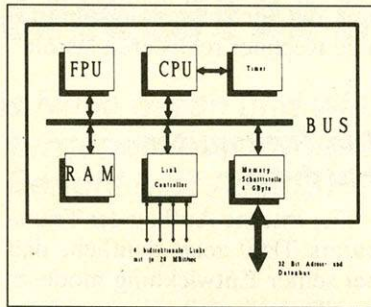 FPU
CPU
Timer
BUS
RAM
Link
Controller
Memory
Schnittstelle
4 GByte
4 bidirektionale Links
mit je 20 MBit/sec
32 Bit Adress- und
Datenbus